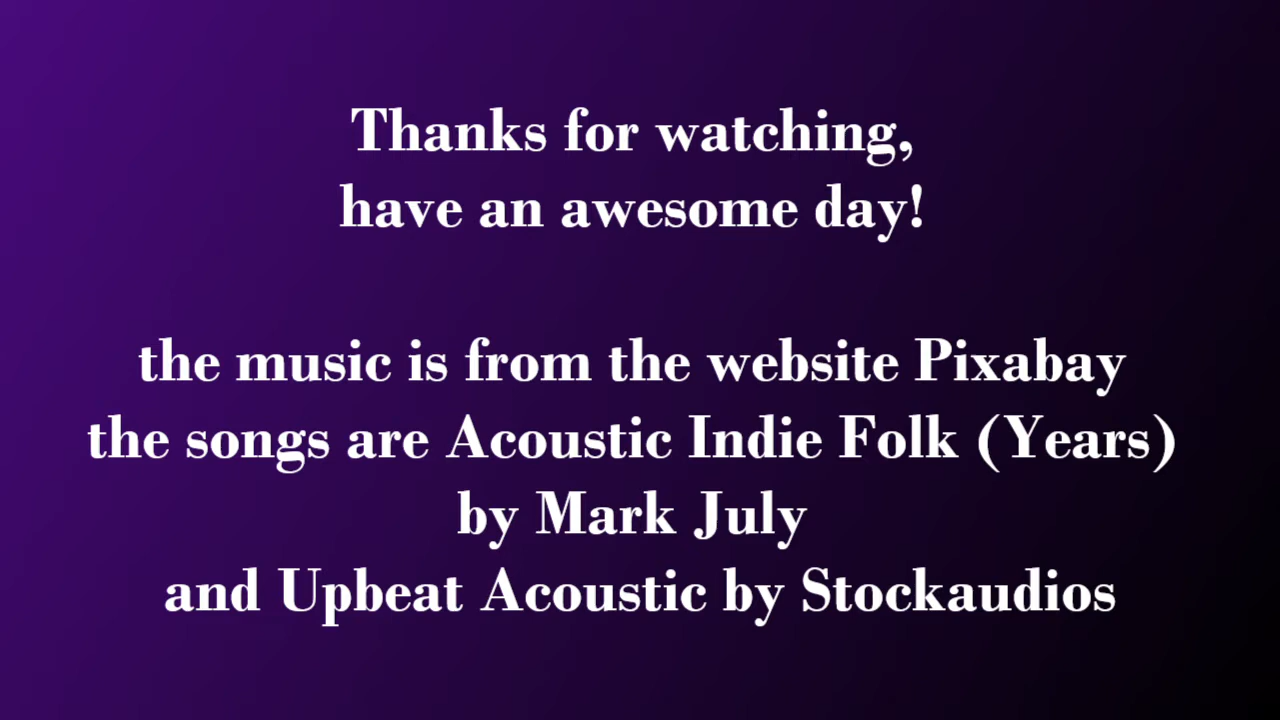 Thanks for watching,
have an awesome day!
the music is from the website Pixabay
the songs are Acoustic Indie Folk (Years)
by Mark July
and Upbeat Acoustic by Stockaudios